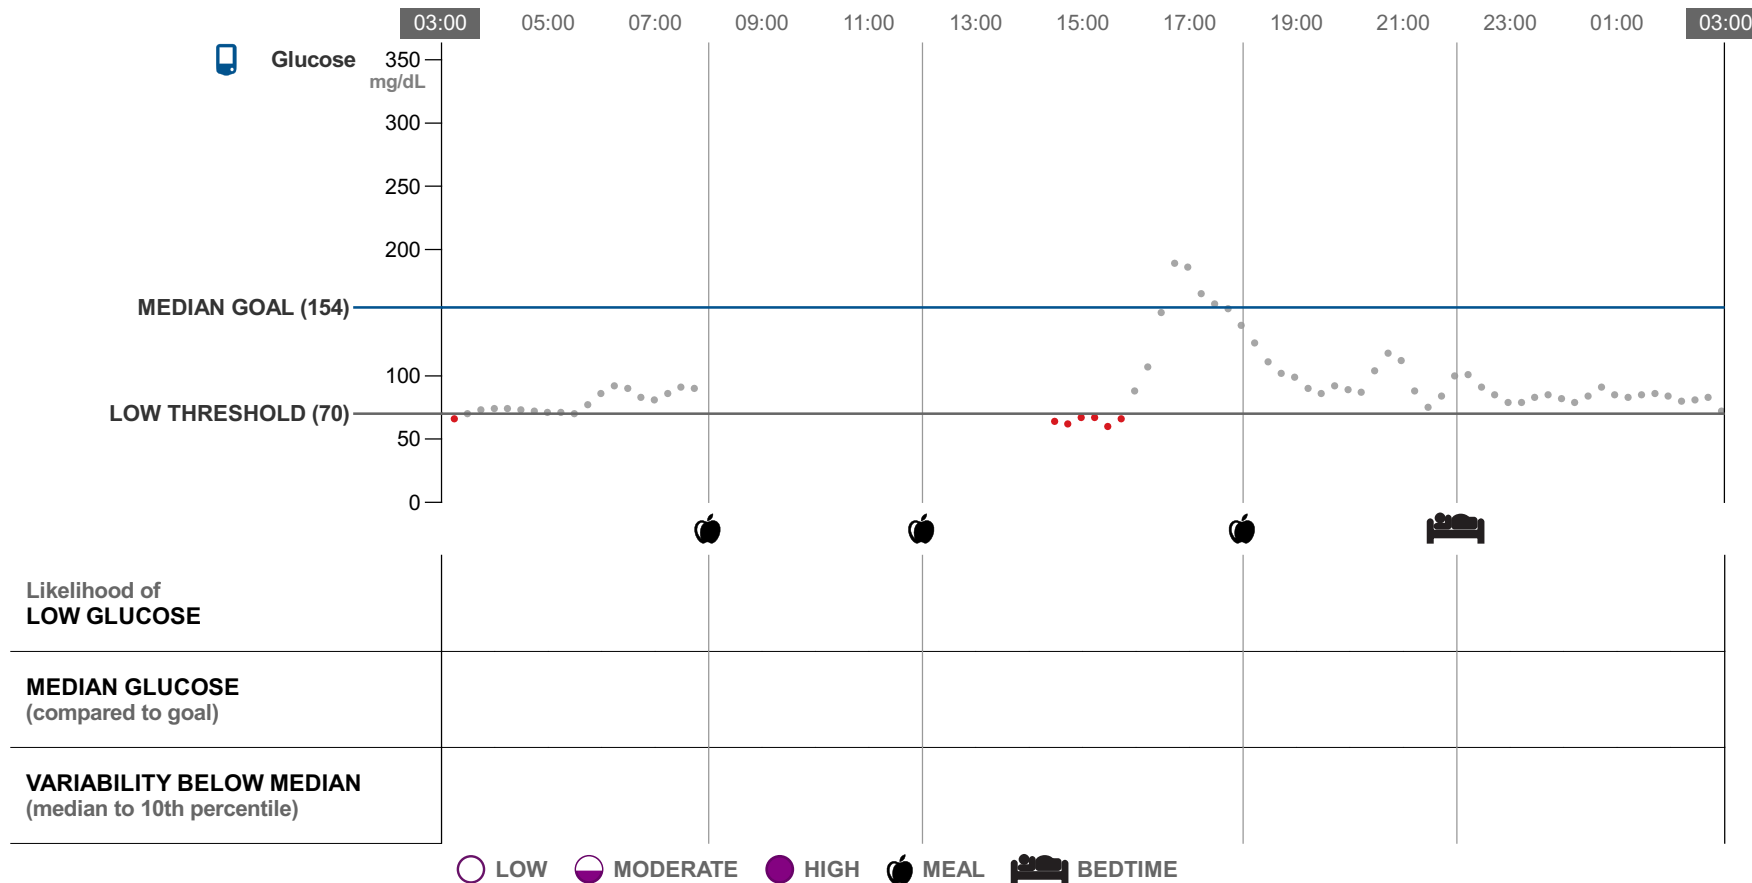 03:00 05:00 07:00 09:00 11:00 13:00 15:00 17:00 19:00 21:00 23:00 01:00 03:00
Glucose 350
mg/dL
300
250
200
MEDIAN GOAL (154)
100
LOW THRESHOLD (70)
50
0
Likelihood of
LOW GLUCOSE
MEDIAN GLUCOSE
(compared to goal)
VARIABILITY BELOW MEDIAN
(median to 10th percentile)
LOW MODERATE HIGH MEAL BEDTIME